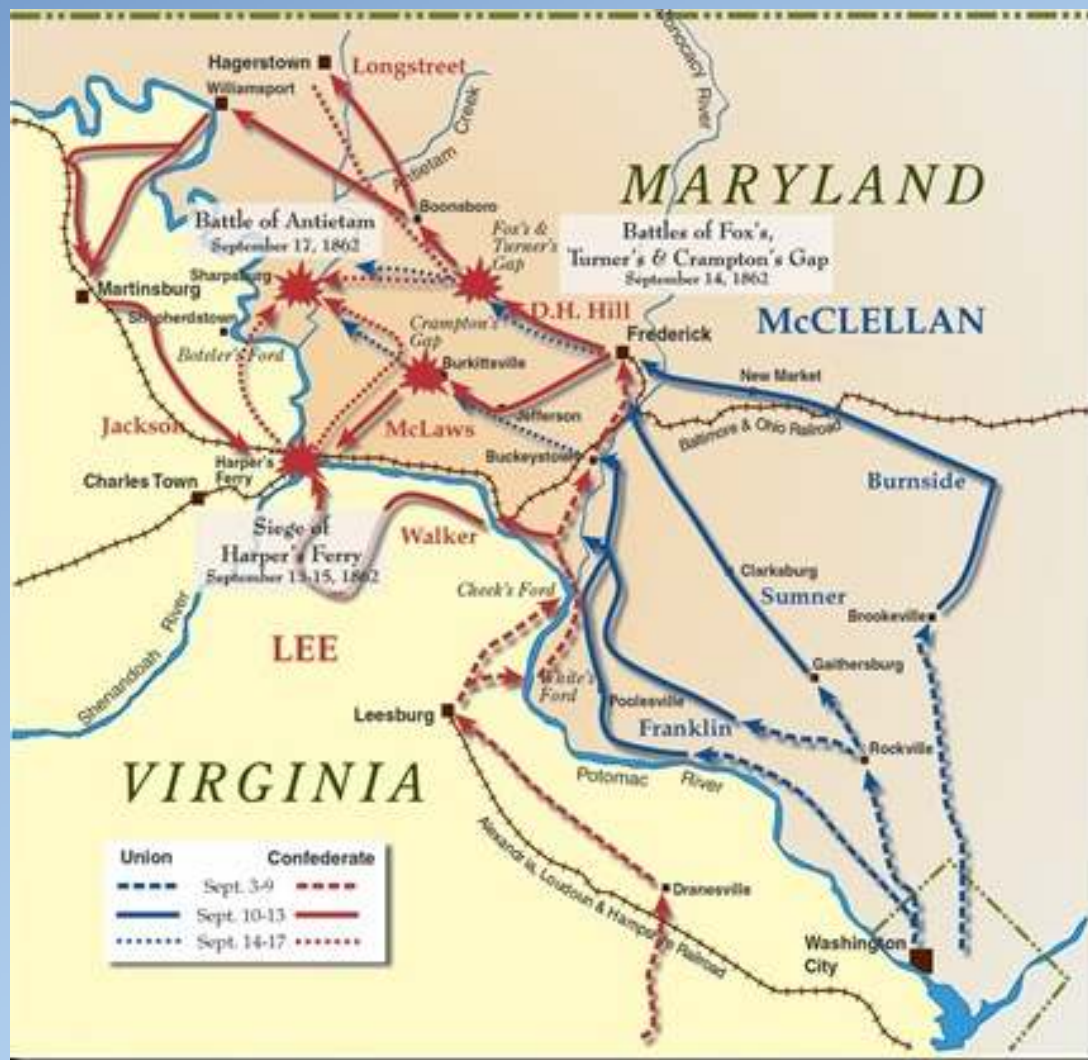 Hagerstown
Longstreet
Williamsport
Monocacy
River
Antietam
Creek
MARYLAND
Boonsboro
Battle of Antietam
September 17, 1862
Fox's &
Turner's
Gap
Battles of Fox's,
Turner's & Crampton's Gap
September 14, 1862
Sharpsburg
Martinsburg
D.H. Hill
McCLELLAN
Shepherdstown
Crampton's
Gap
Frederick
Boteler's Ford
Burkittsville
New Market
Jefferson
Baltimore & Ohio Railroad
Jackson
McLaws
Buckeystown
Harper's
Ferry
Charles Town
Burnside
Siege of
Harper's Ferry
September 13-15, 1862
Walker
Cheek's Ford
Clarksburg
Sumner
Brookeville
Shenandoah
River
LEE
Gaithersburg
White's
Ford
Poolesville
Leesburg
Franklin
Rockville
Potomac
River
VIRGINIA
Alexandria, Loudoun & Hampshire Railroad
Union
Confederate
Sept. 3-9
Sept. 10-13
Sept. 14-17
Dranesville
Washington
City